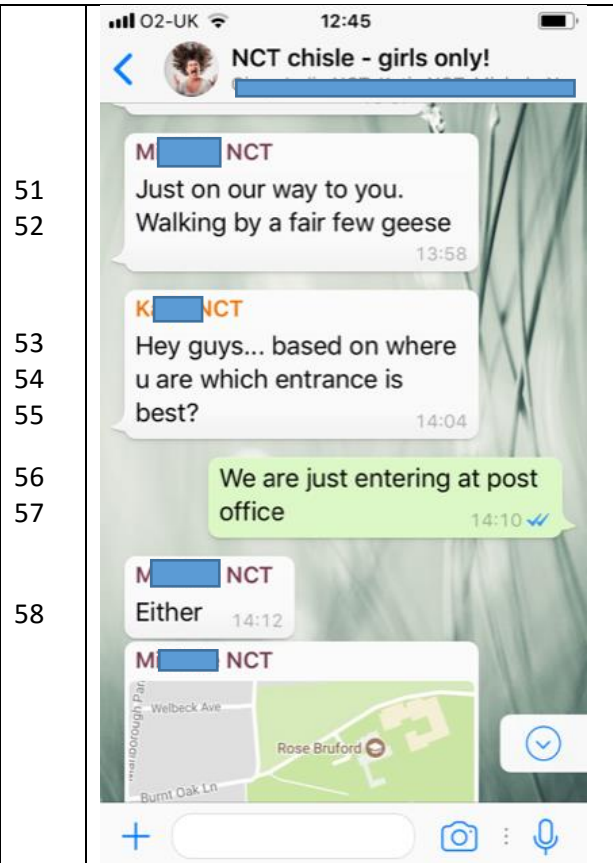 O2-UK 12:45
NCT chisle - girls only!
NCT
51 Just on our way to you.
52 Walking by a fair few geese
13:58
NCT
53 Hey guys... based on where
54 u are which entrance is
55 best? 14:04
56 We are just entering at post
57 office 14:10
NCT
58 Either 14:12
NCT
Welbeck Ave
Rose Bruford
Burnt Oak Ln